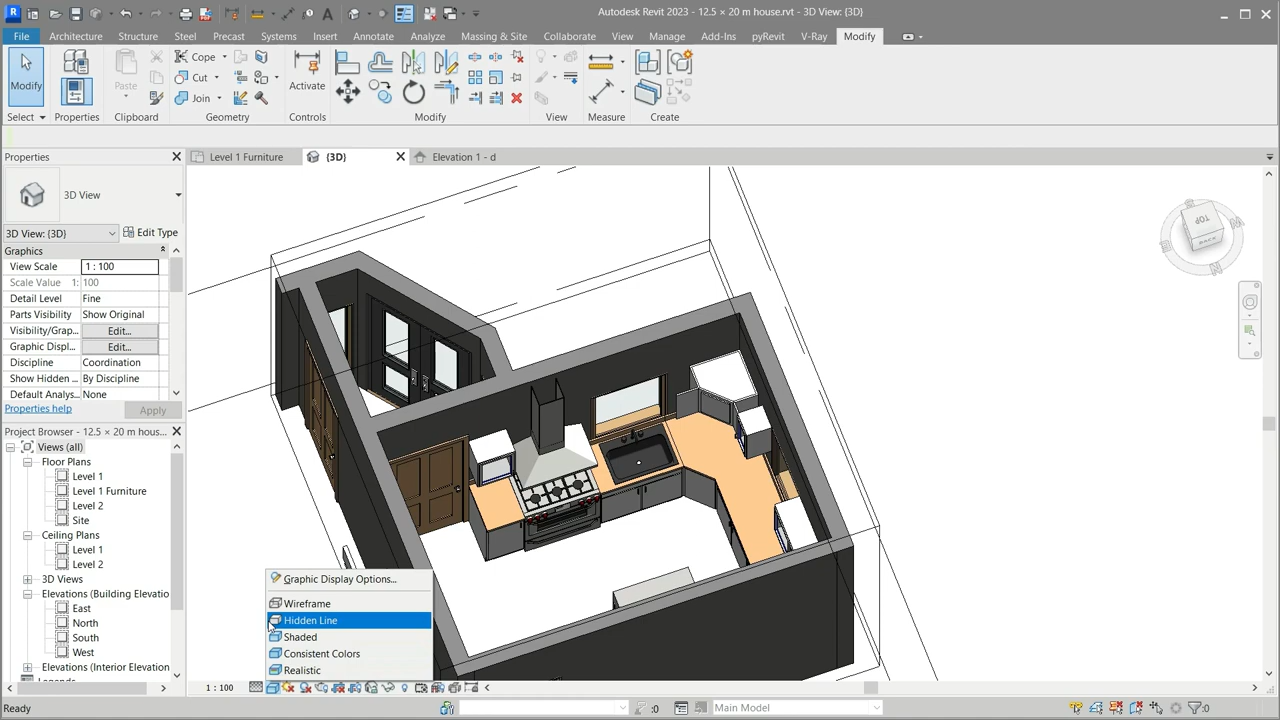 Autodesk Revit 2023 - 12.5 × 20 m house.rvt - 3D View: {3D}
File Architecture Structure Steel Precast Systems Insert Annotate Analyze Massing & Site Collaborate View Manage Add-Ins pyRevit V-Ray Modify
Modify
Paste
Cope
Cut
Join
Activate
Select Properties Clipboard Geometry Controls Modify View Measure Create
Properties
Level 1 Furniture
{3D}
Elevation 1 - d
3D View
3D View: {3D} Edit Type
Graphics
View Scale 1 : 100
Scale Value 1: 100
Detail Level Fine
Parts Visibility Show Original
Visibility/Grap... Edit...
Graphic Displ... Edit...
Discipline Coordination
Show Hidden ... By Discipline
Default Analys... None
Properties help Apply
Project Browser - 12.5 × 20 m hous...
Views (all)
Floor Plans
Level 1
Level 1 Furniture
Level 2
Site
Ceiling Plans
Level 1
Level 2
3D Views
Elevations (Building Elevatio
East
North
South
West
Elevations (Interior Elevation
TOP
BACK
S
W
N
E
Graphic Display Options...
Wireframe
Hidden Line
Shaded
Consistent Colors
Realistic
1 : 100
Ready
:0
Main Model
:0